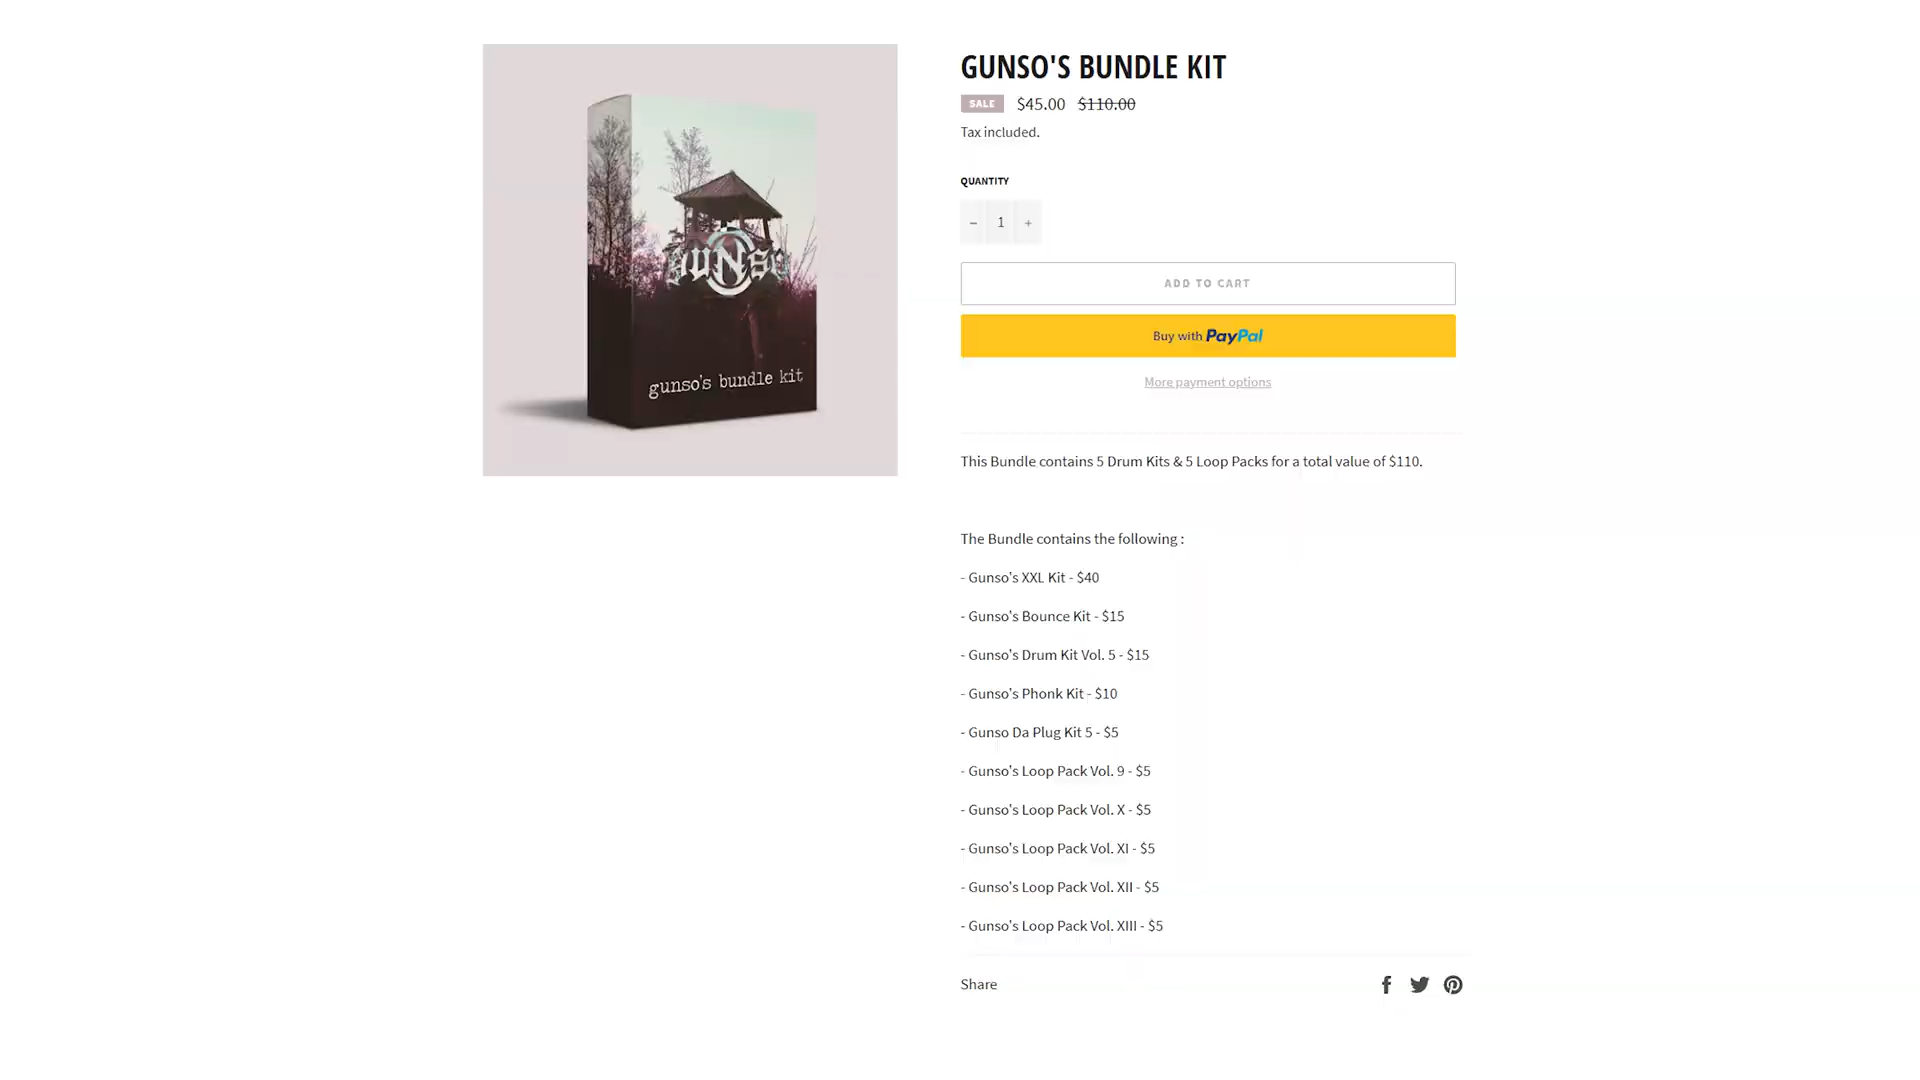 GUNSO
gunso's bundle kit
GUNSO'S BUNDLE KIT
SALE $45.00 $110.00
Tax included.
QUANTITY
− 1 +
ADD TO CART
Buy with PayPal
More payment options
This Bundle contains 5 Drum Kits & 5 Loop Packs for a total value of $110.
The Bundle contains the following :
- Gunso's XXL Kit - $40
- Gunso's Bounce Kit - $15
- Gunso's Drum Kit Vol. 5 - $15
- Gunso's Phonk Kit - $10
- Gunso Da Plug Kit 5 - $5
- Gunso's Loop Pack Vol. 9 - $5
- Gunso's Loop Pack Vol. X - $5
- Gunso's Loop Pack Vol. XI - $5
- Gunso's Loop Pack Vol. XII - $5
- Gunso's Loop Pack Vol. XIII - $5
Share